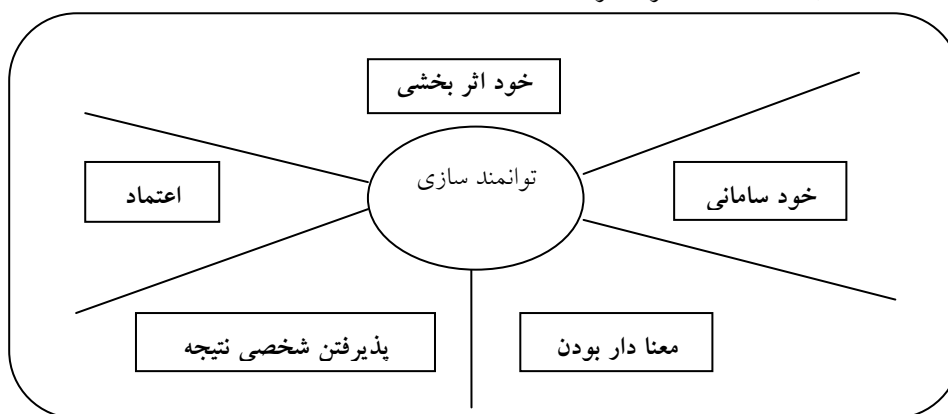 خود اثر بخشی
توانمند سازی
خود سامانی
اعتماد
معنا دار بودن
پذیرفتن شخصی نتیجه